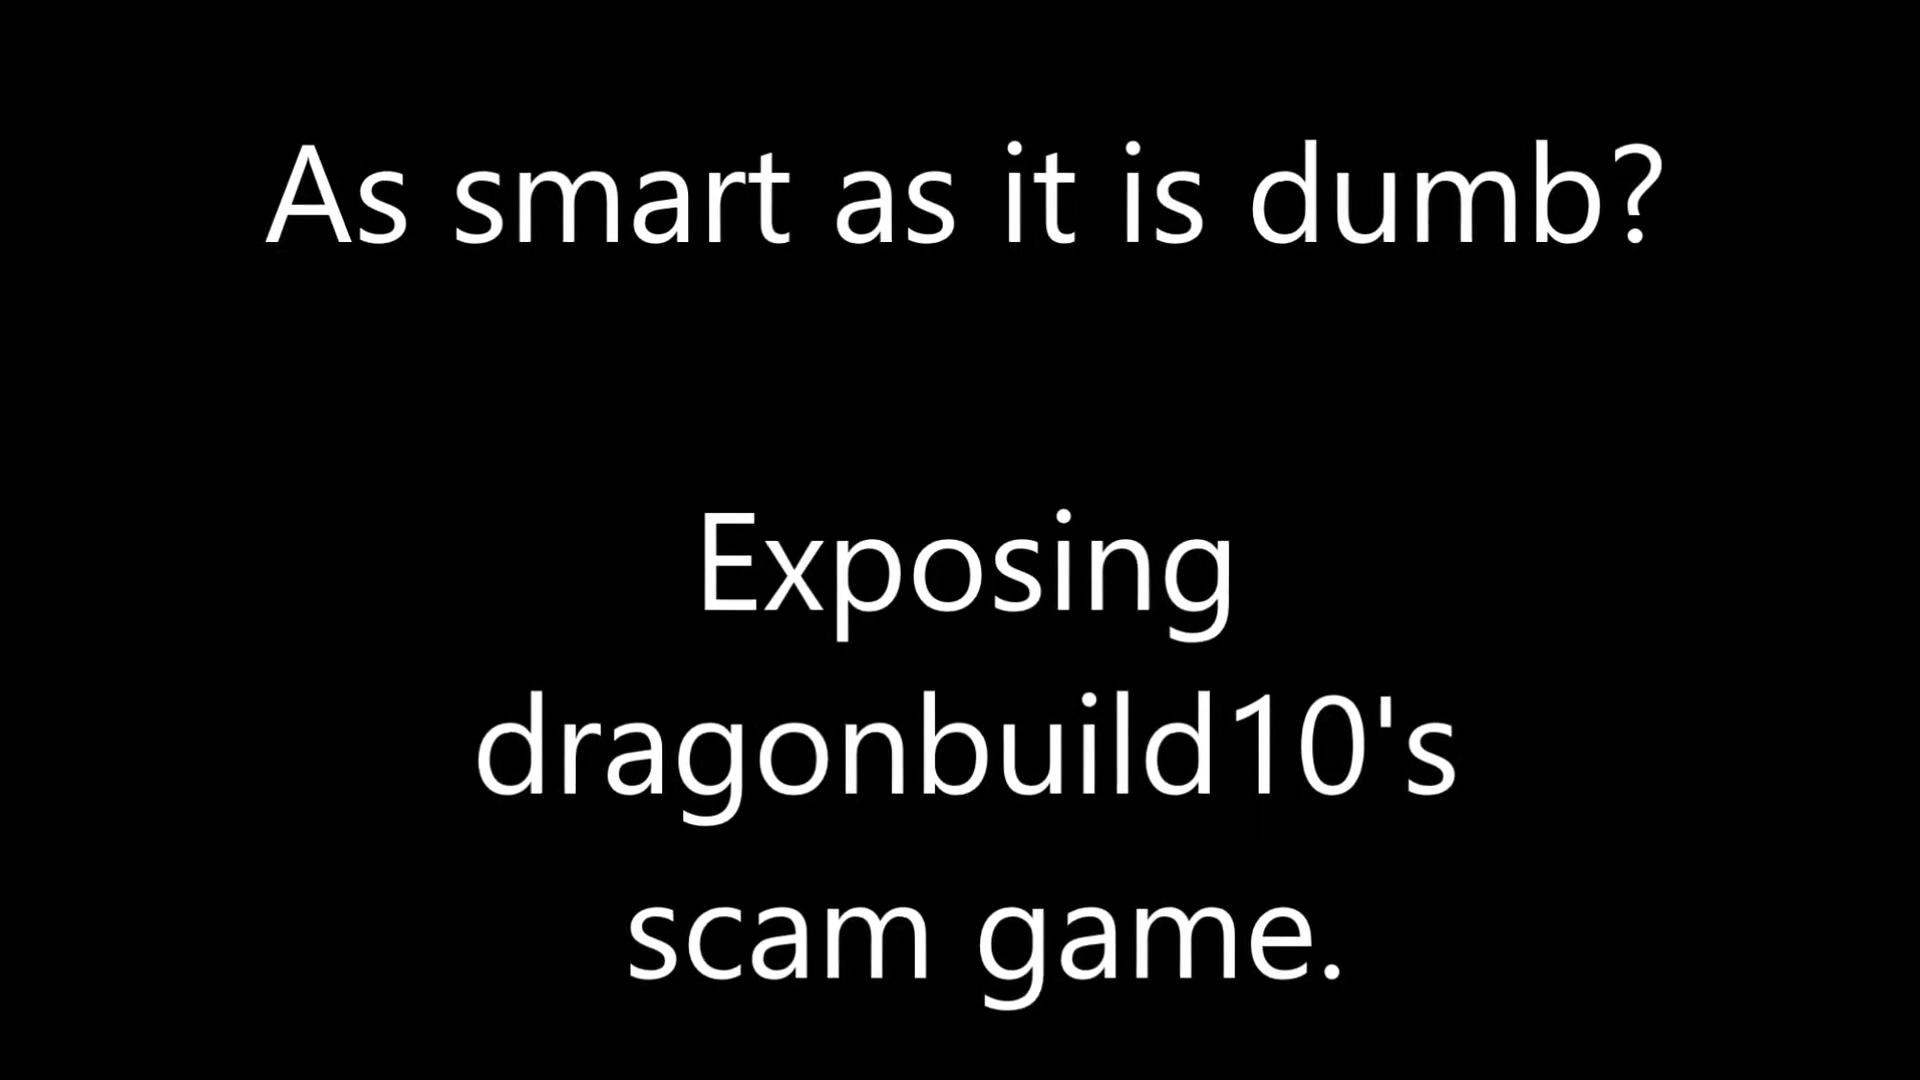 As smart as it is dumb?
Exposing
dragonbuild10's
scam game.